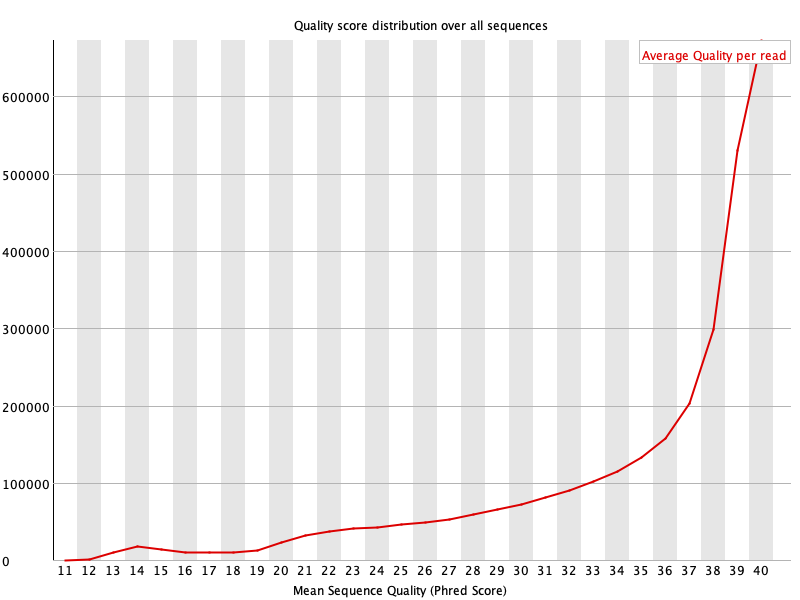 Quality score distribution over all sequences
Average Quality per read
600000
500000
400000
300000
200000
100000
0
11 12 13 14 15 16 17 18 19 20 21 22 23 24 25 26 27 28 29 30 31 32 33 34 35 36 37 38 39 40
Mean Sequence Quality (Phred Score)